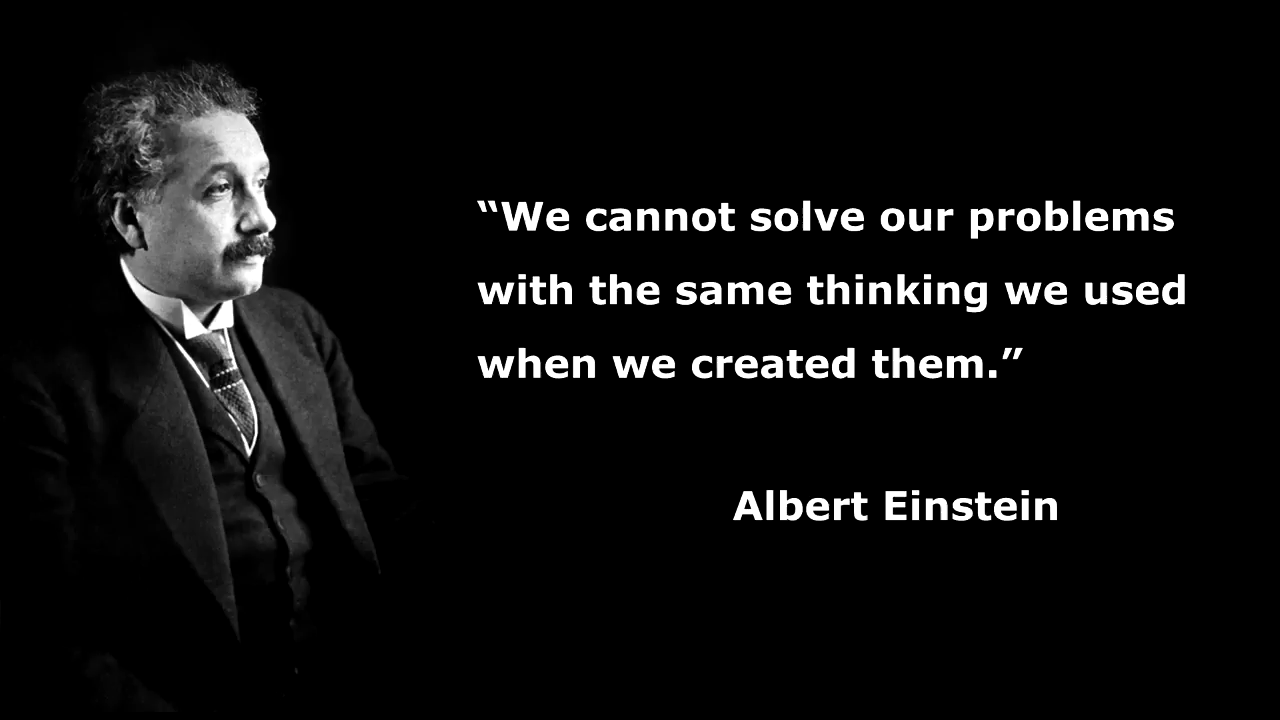 “We cannot solve our problems
with the same thinking we used
when we created them.”
Albert Einstein